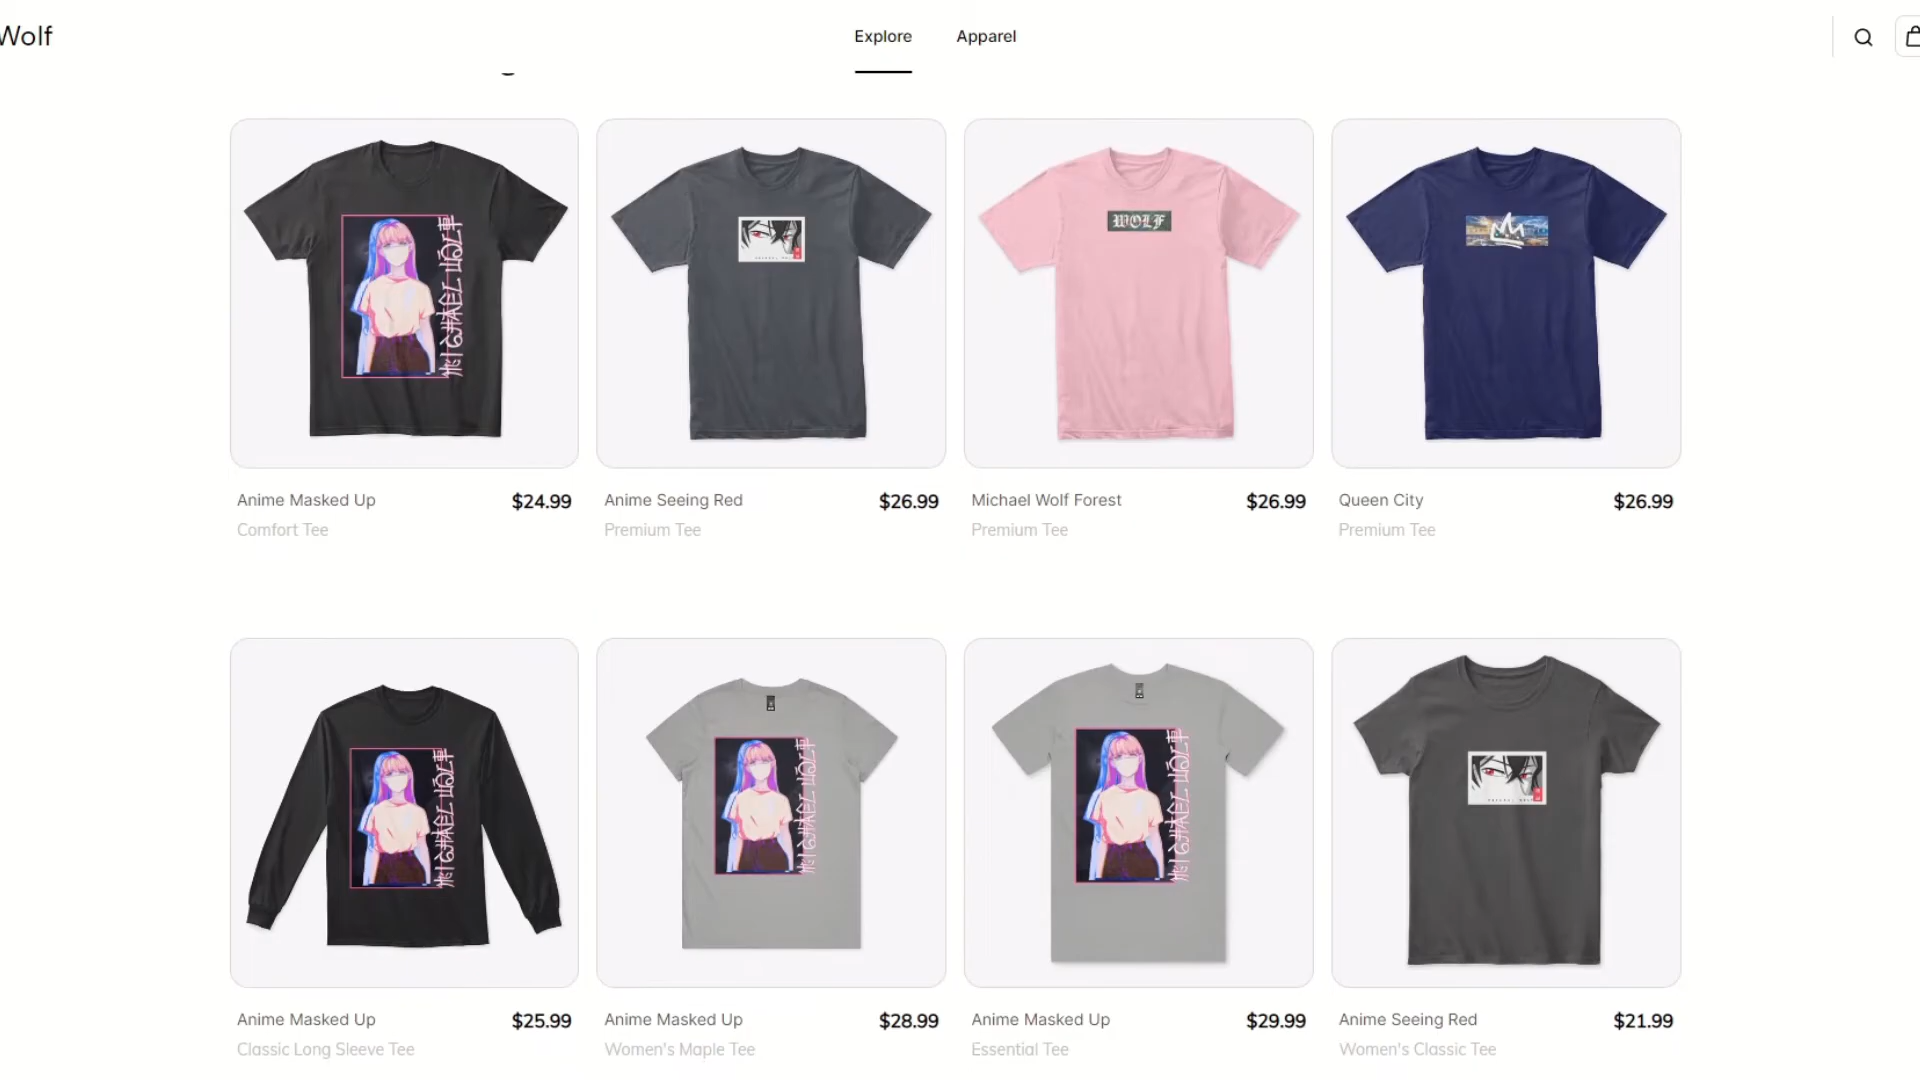 Wolf
Explore
Apparel
WOLF
Anime Masked Up
$24.99
Comfort Tee
Anime Seeing Red
$26.99
Premium Tee
Michael Wolf Forest
$26.99
Premium Tee
Queen City
$26.99
Premium Tee
Anime Masked Up
$25.99
Classic Long Sleeve Tee
Anime Masked Up
$28.99
Women's Maple Tee
Anime Masked Up
$29.99
Essential Tee
Anime Seeing Red
$21.99
Women's Classic Tee